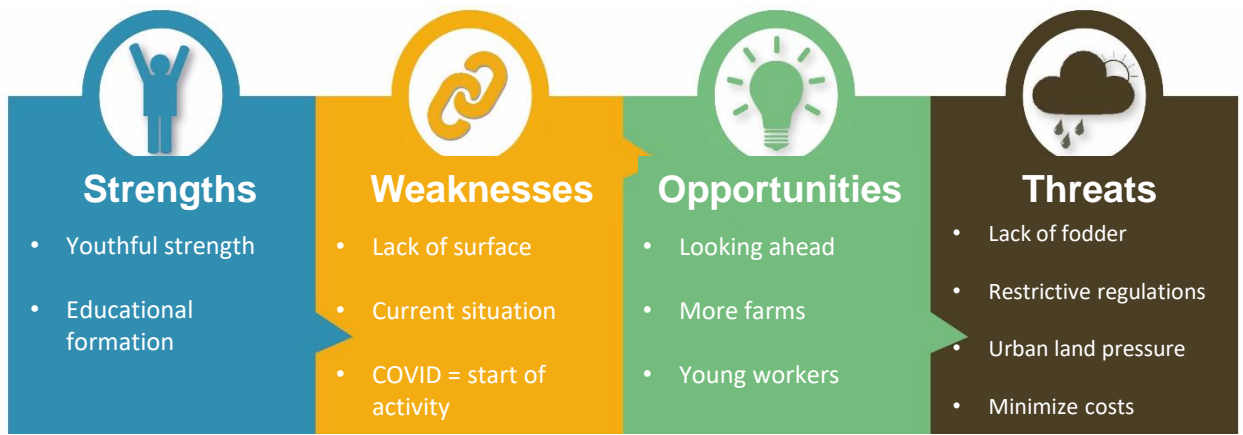 Strengths
• Youthful strength
• Educational
formation
Weaknesses
• Lack of surface
• Current situation
• COVID = start of
activity
Opportunities
• Looking ahead
• More farms
• Young workers
Threats
• Lack of fodder
• Restrictive regulations
• Urban land pressure
• Minimize costs